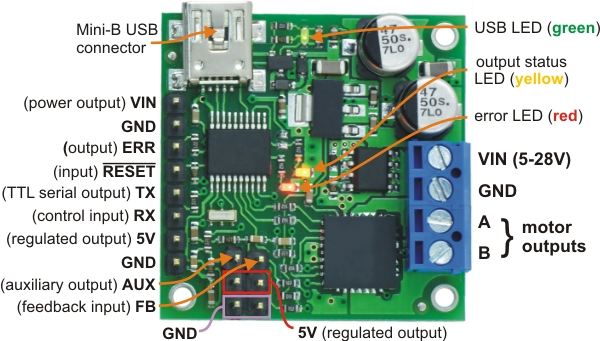 Mini-B USB
connector
USB LED (green)
output status
LED (yellow)
error LED (red)
47
50s.
7L0
47
50s.
7L0
(power output) VIN
GND
(output) ERR
(input) RESET
(TTL serial output) TX
(control input) RX
(regulated output) 5V
GND
(auxiliary output) AUX
(feedback input) FB
GND
5V (regulated output)
VIN (5-28V)
GND
A
B
motor
outputs